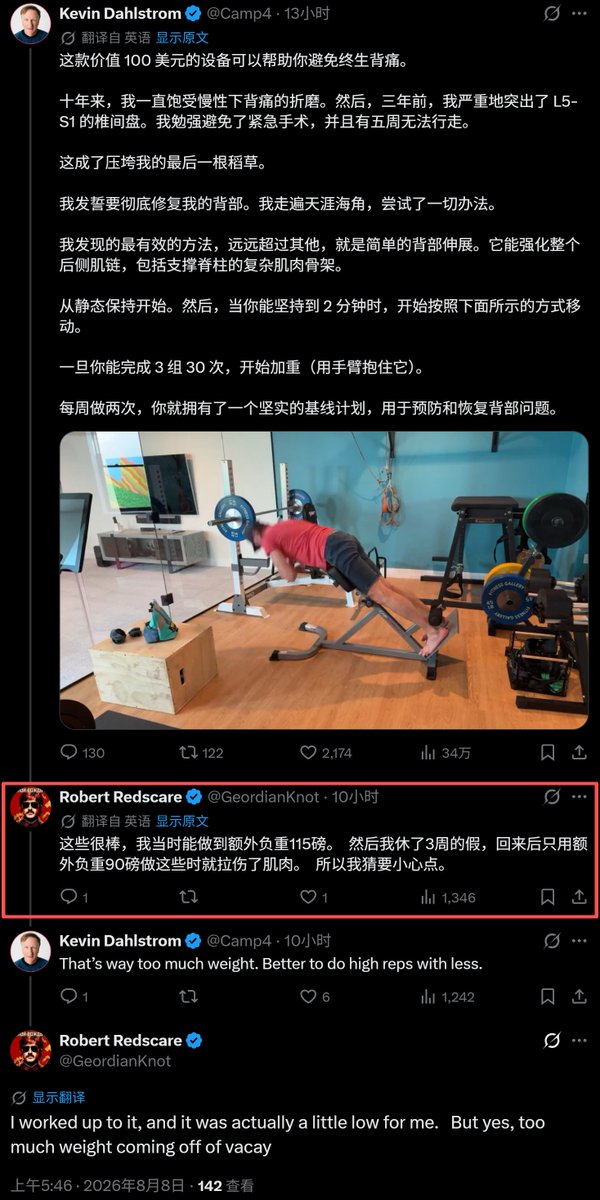 Kevin Dahlstrom @Camp4 · 13小时
翻译自 英语 显示原文
这款价值 100 美元的设备可以帮助你避免终生背痛。
十年来，我一直饱受慢性下背痛的折磨。然后，三年前，我严重地突出了 L5-
S1 的椎间盘。我勉强避免了紧急手术，并且有五周无法行走。
这成了压垮我的最后一根稻草。
我发誓要彻底修复我的背部。我走遍天涯海角，尝试了一切办法。
我发现的最有效的方法，远远超过其他，就是简单的背部伸展。它能强化整个
后侧肌链，包括支撑脊柱的复杂肌肉骨架。
从静态保持开始。然后，当你能坚持到 2 分钟时，开始按照下面所示的方式移
动。
一旦你能完成 3 组 30 次，开始加重（用手臂抱住它）。
每周做两次，你就拥有了一个坚实的基线计划，用于预防和恢复背部问题。
FITNESS GALLERY
130 122 2,174 34万
Robert Redscare @GeordianKnot · 10小时
翻译自 英语 显示原文
这些很棒，我当时能做到额外负重115磅。 然后我休了3周的假，回来后只用额
外负重90磅做这些时就拉伤了肌肉。 所以我猜要小心点。
1 1 1,346
Kevin Dahlstrom @Camp4 · 10小时
That's way too much weight. Better to do high reps with less.
1 6 1,242
Robert Redscare
@GeordianKnot
显示翻译
I worked up to it, and it was actually a little low for me. But yes, too
much weight coming off of vacay
上午5:46 · 2026年8月8日 · 142 查看